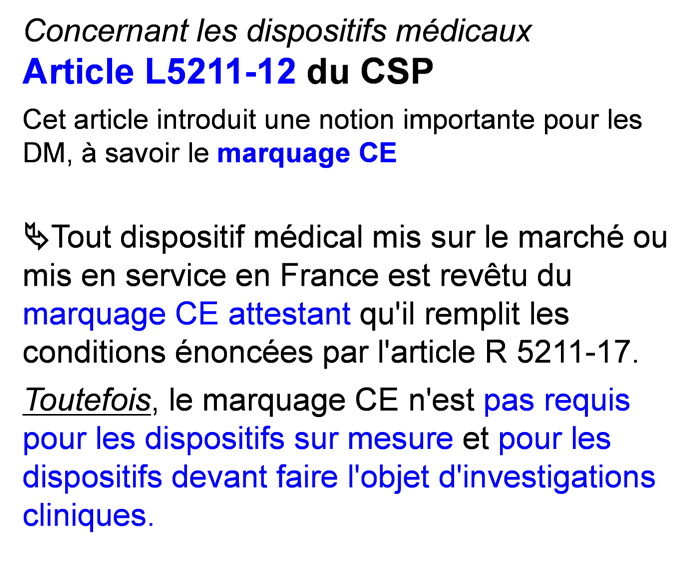 Concernant les dispositifs médicaux
Article L5211-12 du CSP
Cet article introduit une notion importante pour les
DM, à savoir le marquage CE
Tout dispositif médical mis sur le marché ou
mis en service en France est revêtu du
marquage CE attestant qu'il remplit les
conditions énoncées par l'article R 5211-17.
Toutefois, le marquage CE n'est pas requis
pour les dispositifs sur mesure et pour les
dispositifs devant faire l'objet d'investigations
cliniques.